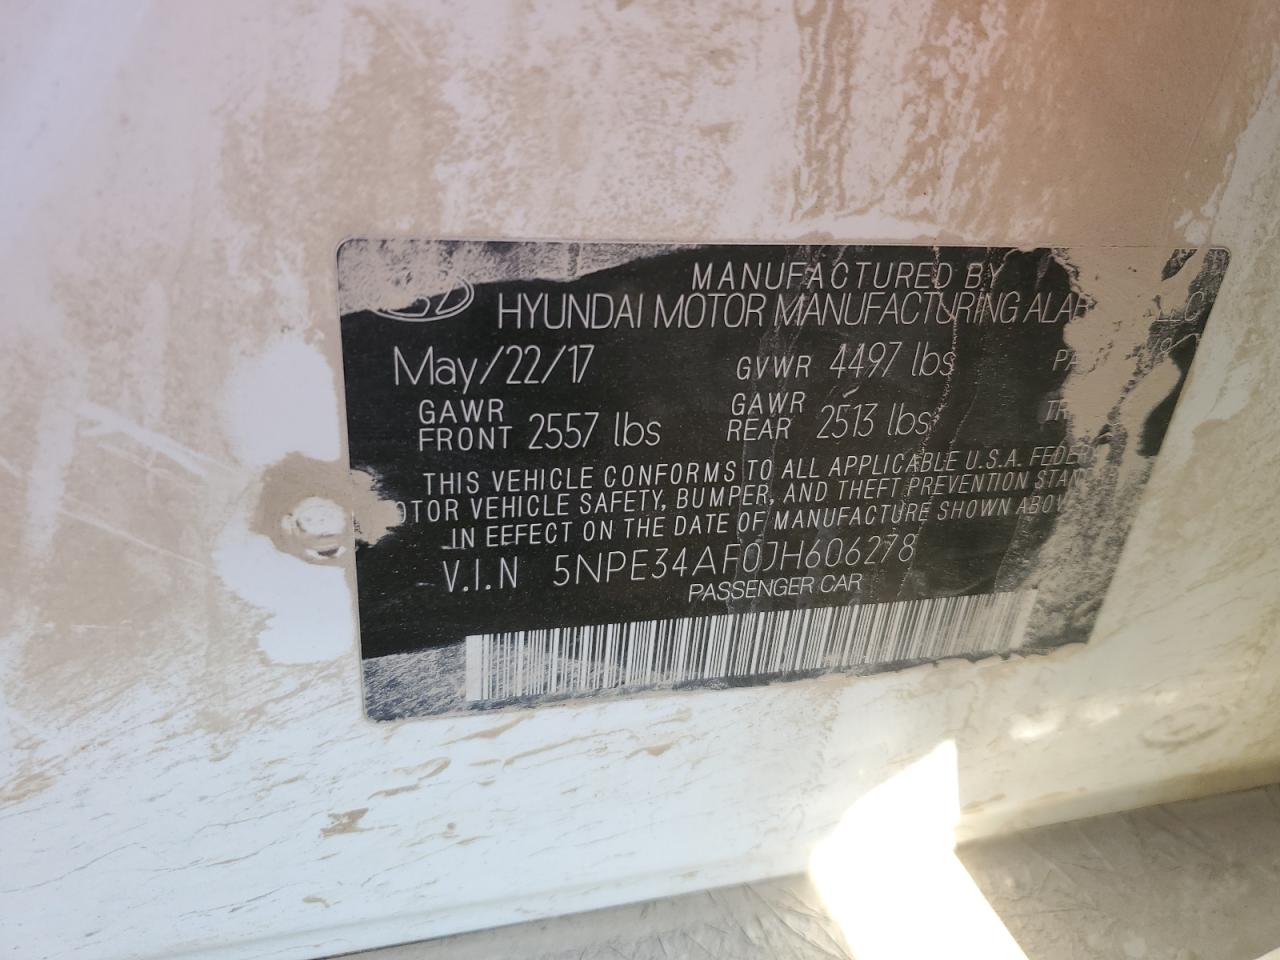 MANUFACTURED BY
HYUNDAI MOTOR MANUFACTURING
May/22/17 GVWR 4497 lbs
GAWR FRONT 2557 lbs GAWR REAR 2513 lbs
THIS VEHICLE CONFORMS TO ALL APPLICABLE U.S.A.
VEHICLE SAFETY, BUMPER, AND THEFT PREVENTION
IN EFFECT ON THE DATE OF MANUFACTURE SHOWN
V.I.N 5NPE34AF0JH606278
PASSENGER CAR